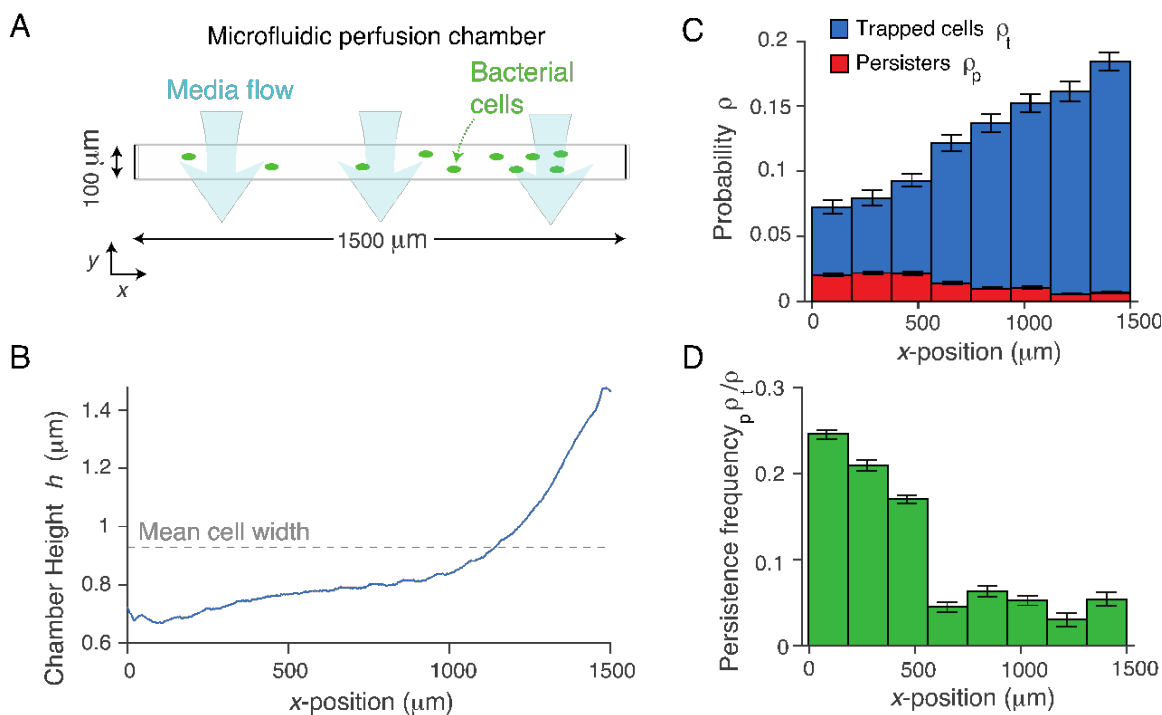 A
Microfluidic perfusion chamber
Media flow
Bacterial
cells
100 μm
1500 μm
y
x
B
Chamber Height h (μm)
1.4
1.2
1
0.8
0.6
Mean cell width
0
500
1000
1500
x-position (μm)
C
Trapped cells ρt
Persisters ρp
Probability ρ
0.2
0.15
0.1
0.05
0
0
500
1000
1500
x-position (μm)
D
Persistence frequency p ρ t/ρ
0.3
0.2
0.1
0
0
500
1000
1500
x-position (μm)